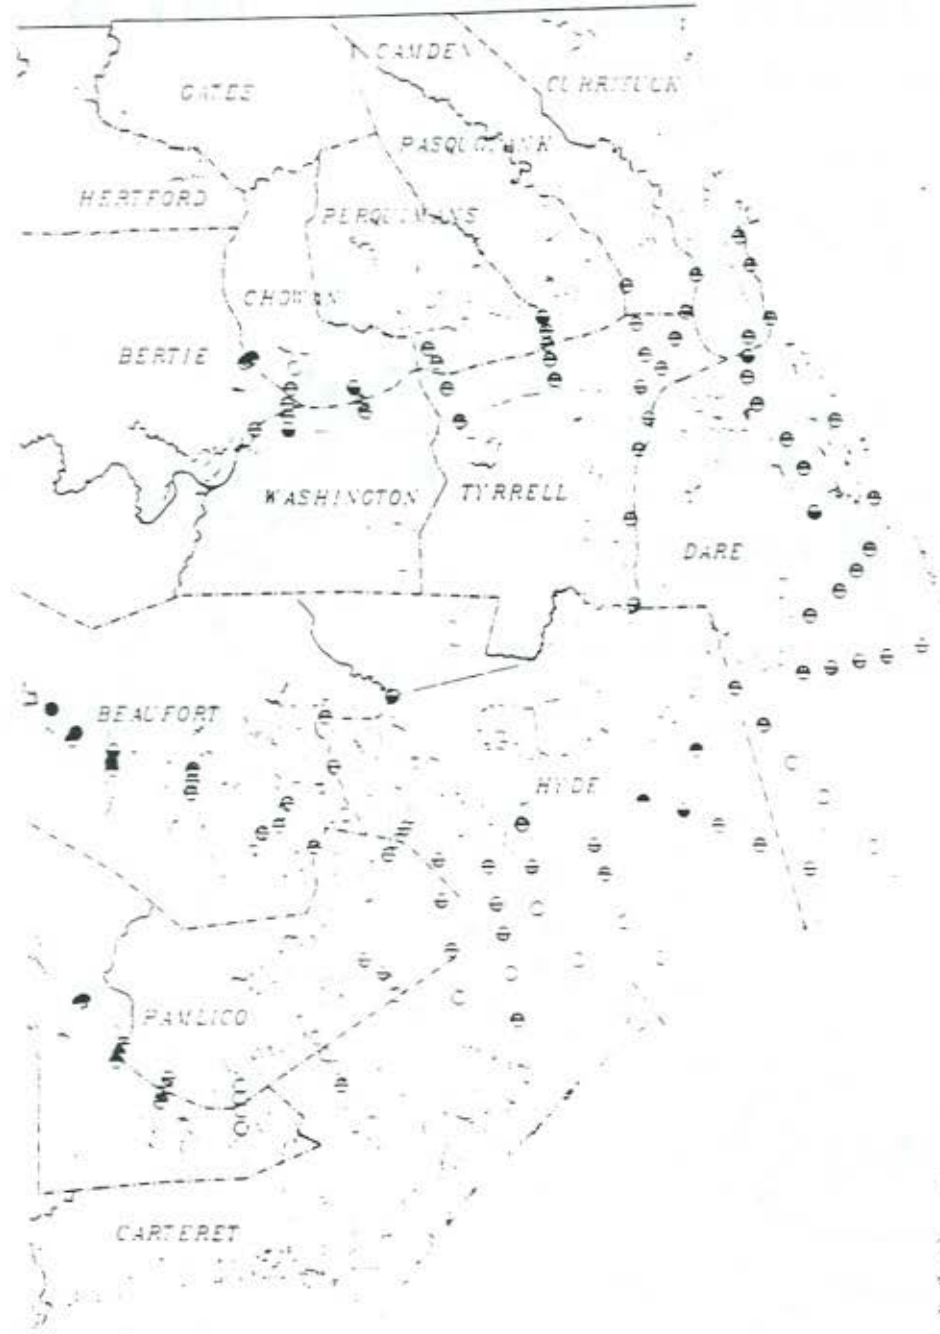 CAMDEN
GATES
CURRITUCK
PASQUOTANK
HERTFORD
PERQUIMANS
CHOWAN
BERTIE
WASHINGTON
TYRRELL
DARE
BEAUFORT
HYDE
PAMLICO
CARTERET